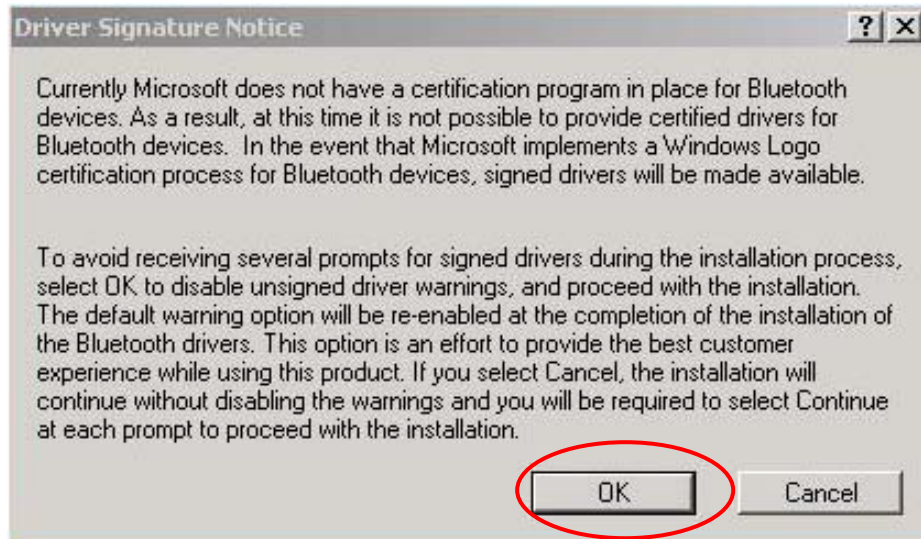 Driver Signature Notice
Currently Microsoft does not have a certification program in place for Bluetooth
devices. As a result, at this time it is not possible to provide certified drivers for
Bluetooth devices.  In the event that Microsoft implements a Windows Logo
certification process for Bluetooth devices, signed drivers will be made available.
To avoid receiving several prompts for signed drivers during the installation process,
select OK to disable unsigned driver warnings, and proceed with the installation.
The default warning option will be re-enabled at the completion of the installation of
the Bluetooth drivers. This option is an effort to provide the best customer
experience while using this product. If you select Cancel, the installation will
continue without disabling the warnings and you will be required to select Continue
at each prompt to proceed with the installation.
OK Cancel